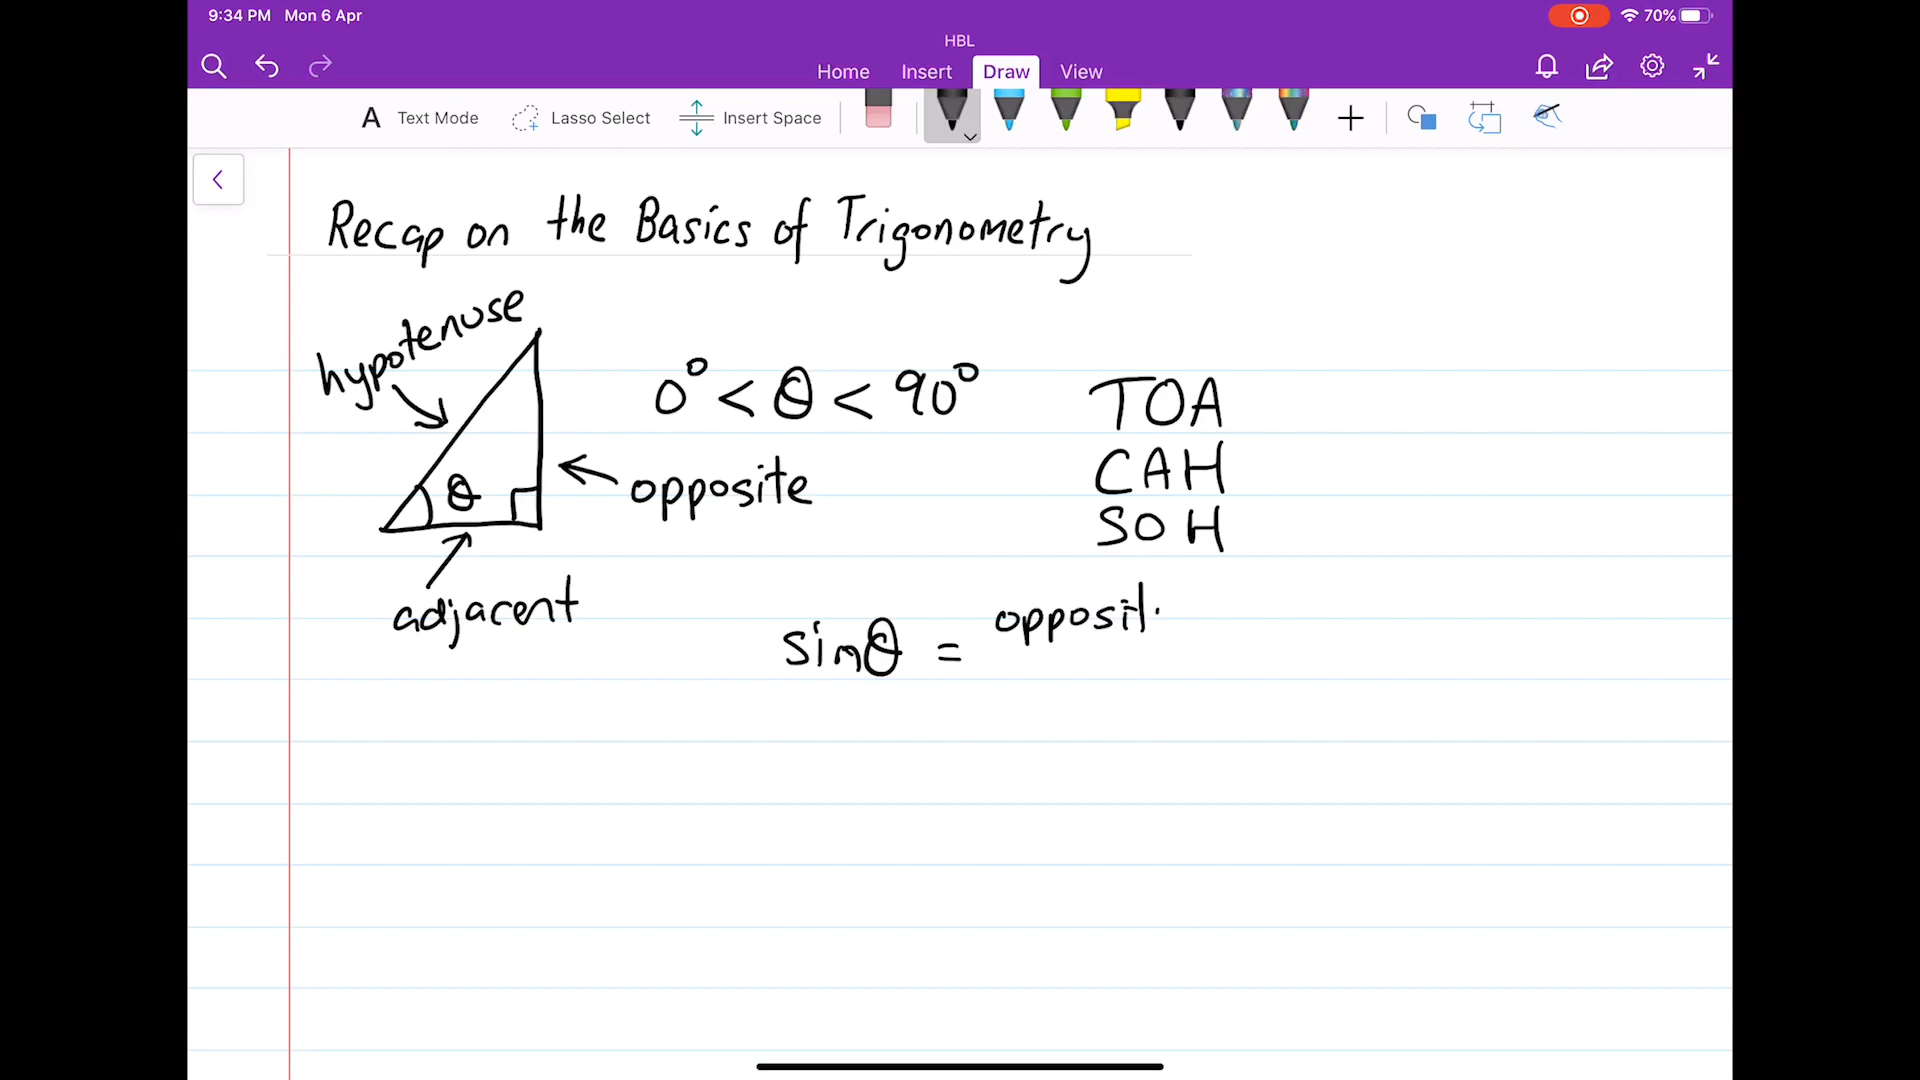 9:34 PM Mon 6 Apr
70%
HBL
Home Insert Draw View
A Text Mode Lasso Select Insert Space
Recap on the Basics of Trigonometry
hypotenuse
0° < θ < 90°
TOA
CAH
SOH
θ
opposite
adjacent
sinθ = opposit